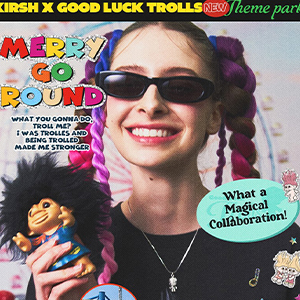 KIRSH X GOOD LUCK TROLLS NEW Theme park
MERRY
GO
ROUND
WHAT YOU GONNA DO,
TROLL ME?
I WAS TROLLES AND
BEING TROLLED
MADE ME STRONGER
What a
Magical
Collaboration!